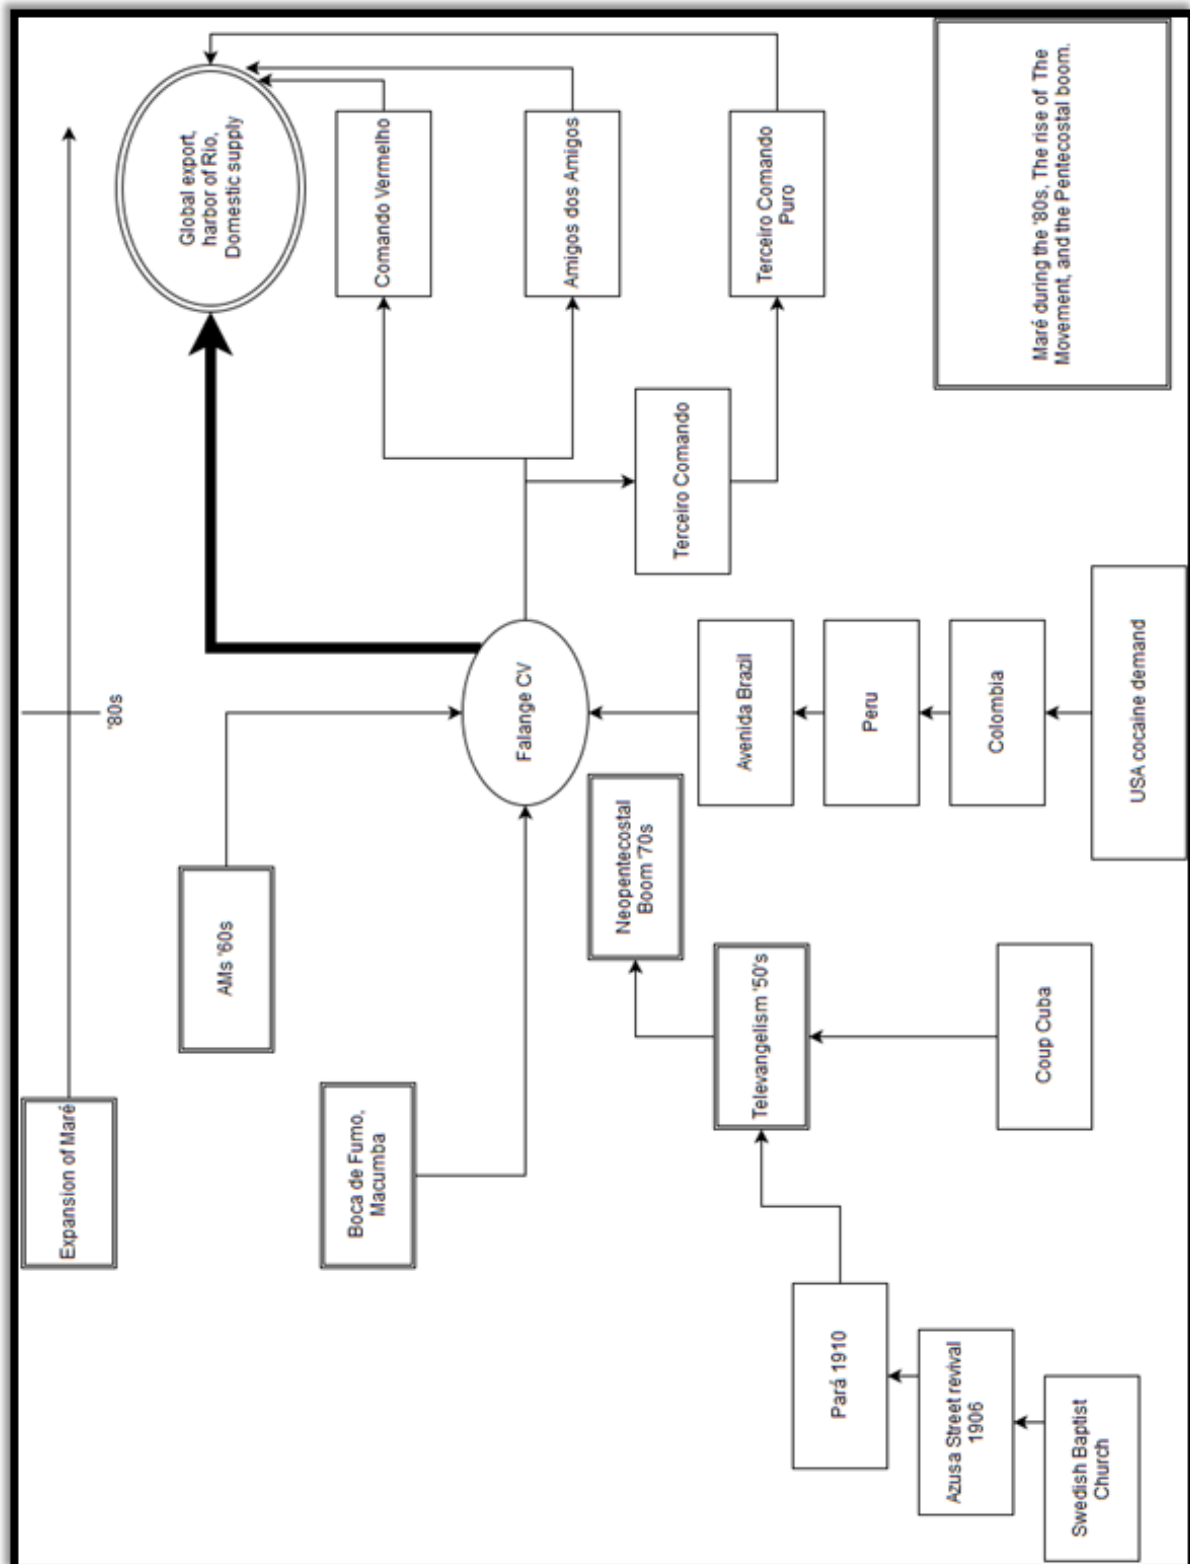 Expansion of Maré
'80s
AMs '60s
Global export,
harbor of Rio,
Domestic supply
Boca de Fumo,
Macumba
Comando Vermelho
Falange CV
Amigos dos Amigos
Neopentecostal
Boom '70s
Terceiro Comando
Avenida Brazil
Televangelism '50's
Terceiro Comando
Puro
Pará 1910
Peru
Azusa Street revival
1906
Colombia
Coup Cuba
Maré during the '80s, The rise of The
Movement, and the Pentecostal boom.
Swedish Baptist
Church
USA cocaine demand